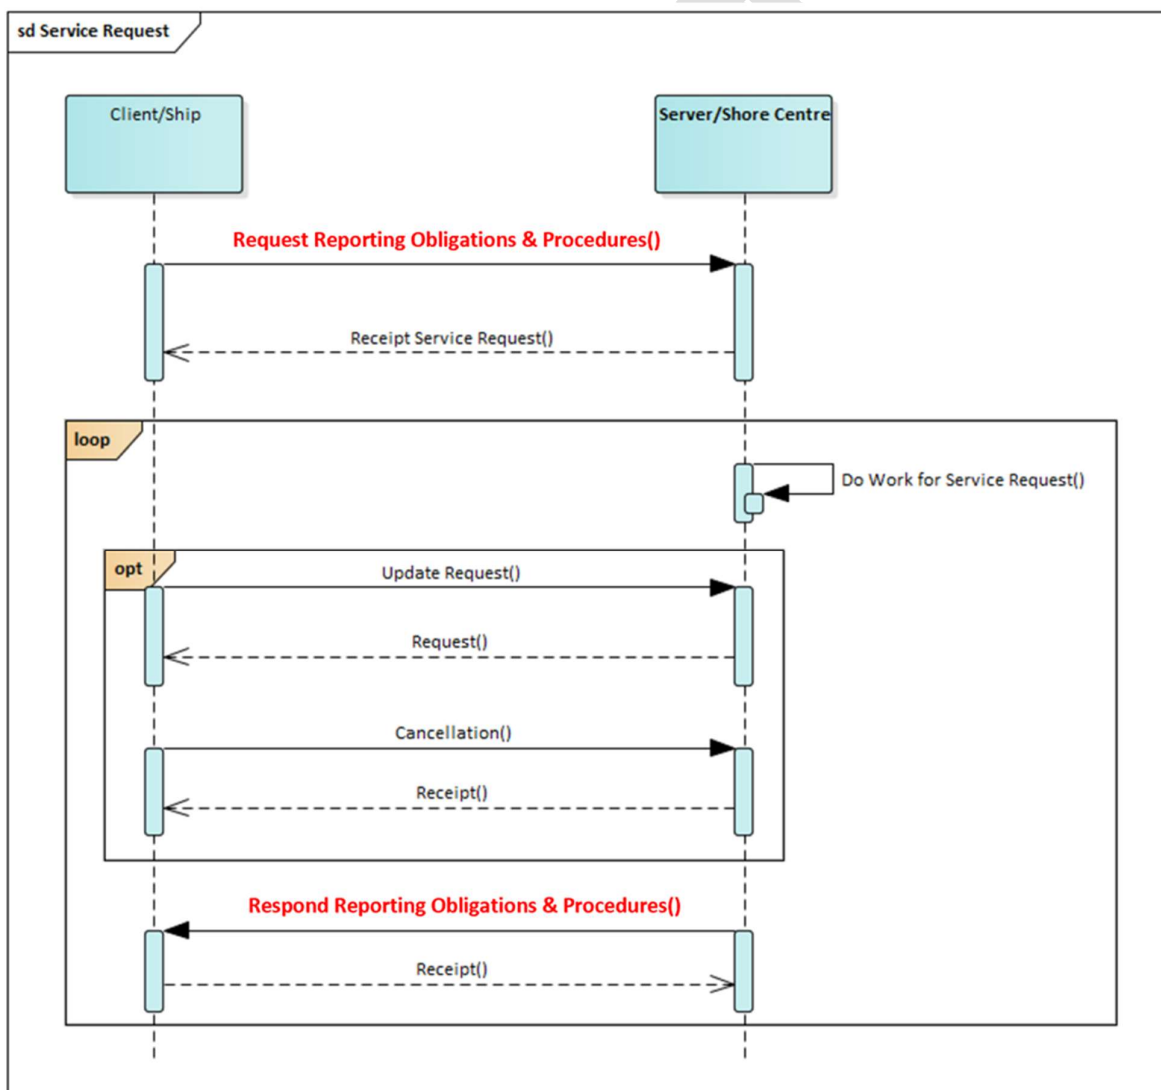 sd Service Request
Client/Ship
Server/Shore Centre
Request Reporting Obligations & Procedures()
Receipt Service Request()
loop
Do Work for Service Request()
opt
Update Request()
Request()
Cancellation()
Receipt()
Respond Reporting Obligations & Procedures()
Receipt()